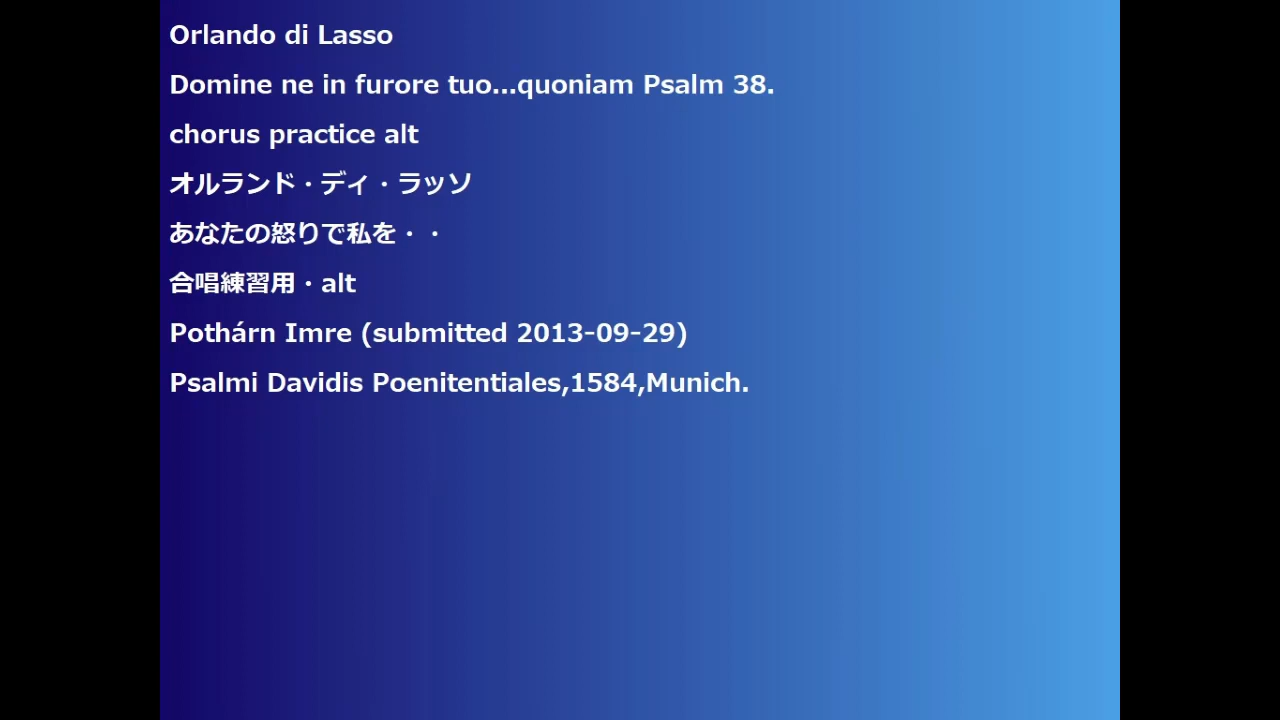 Orlando di Lasso
Domine ne in furore tuo...quoniam Psalm 38.
chorus practice alt
オルランド・ディ・ラッソ
あなたの怒りで私を・・
合唱練習用・alt
Pothárn Imre (submitted 2013-09-29)
Psalmi Davidis Poenitentiales,1584,Munich.